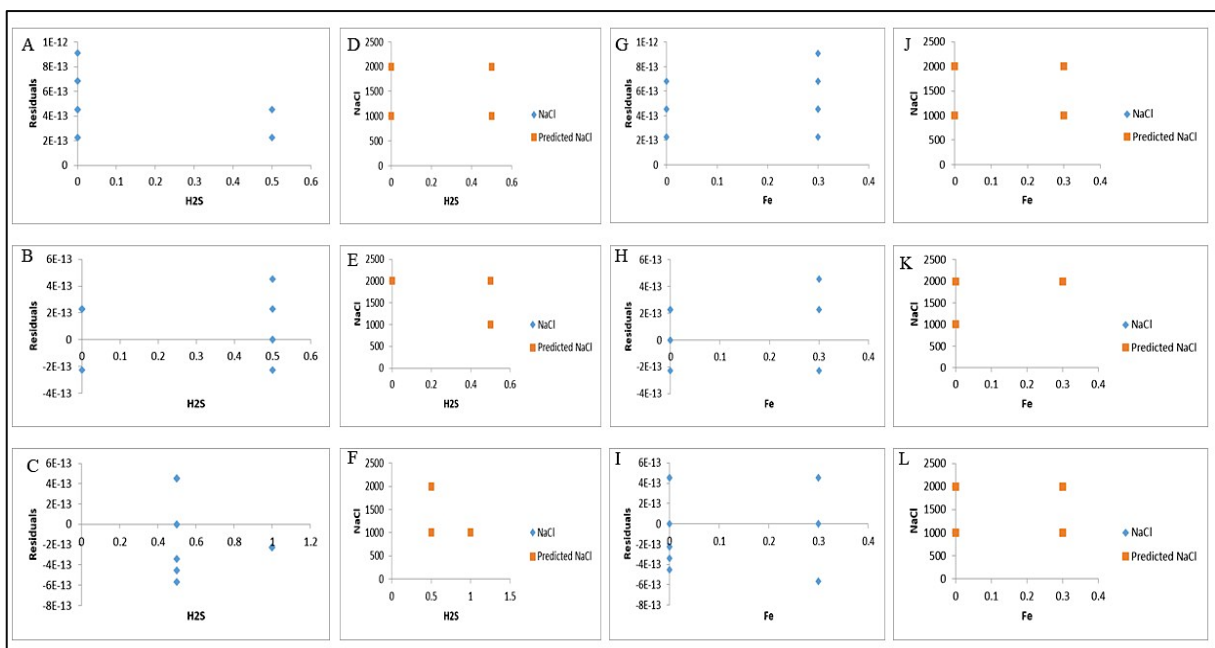 A
1E-12
8E-13
6E-13
4E-13
2E-13
0
Residuals
0 0.1 0.2 0.3 0.4 0.5 0.6
H2S
D
2500
2000
1500
1000
500
0
NaCl
0 0.2 0.4 0.6
H2S
NaCl
Predicted NaCl
G
1E-12
8E-13
6E-13
4E-13
2E-13
0
Residuals
0 0.1 0.2 0.3 0.4
Fe
J
2500
2000
1500
1000
500
0
NaCl
0 0.1 0.2 0.3 0.4
Fe
NaCl
Predicted NaCl
B
6E-13
4E-13
2E-13
0
-2E-13
-4E-13
Residuals
0 0.1 0.2 0.3 0.4 0.5 0.6
H2S
E
2500
2000
1500
1000
500
0
NaCl
0 0.2 0.4 0.6
H2S
NaCl
Predicted NaCl
H
6E-13
4E-13
2E-13
0
-2E-13
-4E-13
Residuals
0 0.1 0.2 0.3 0.4
Fe
K
2500
2000
1500
1000
500
0
NaCl
0 0.1 0.2 0.3 0.4
Fe
NaCl
Predicted NaCl
C
6E-13
4E-13
2E-13
0
-2E-13
-4E-13
-6E-13
-8E-13
Residuals
0 0.2 0.4 0.6 0.8 1 1.2
H2S
F
2500
2000
1500
1000
500
0
NaCl
0 0.5 1 1.5
H2S
NaCl
Predicted NaCl
I
6E-13
4E-13
2E-13
0
-2E-13
-4E-13
-6E-13
-8E-13
Residuals
0 0.1 0.2 0.3 0.4
Fe
L
2500
2000
1500
1000
500
0
NaCl
0 0.1 0.2 0.3 0.4
Fe
NaCl
Predicted NaCl